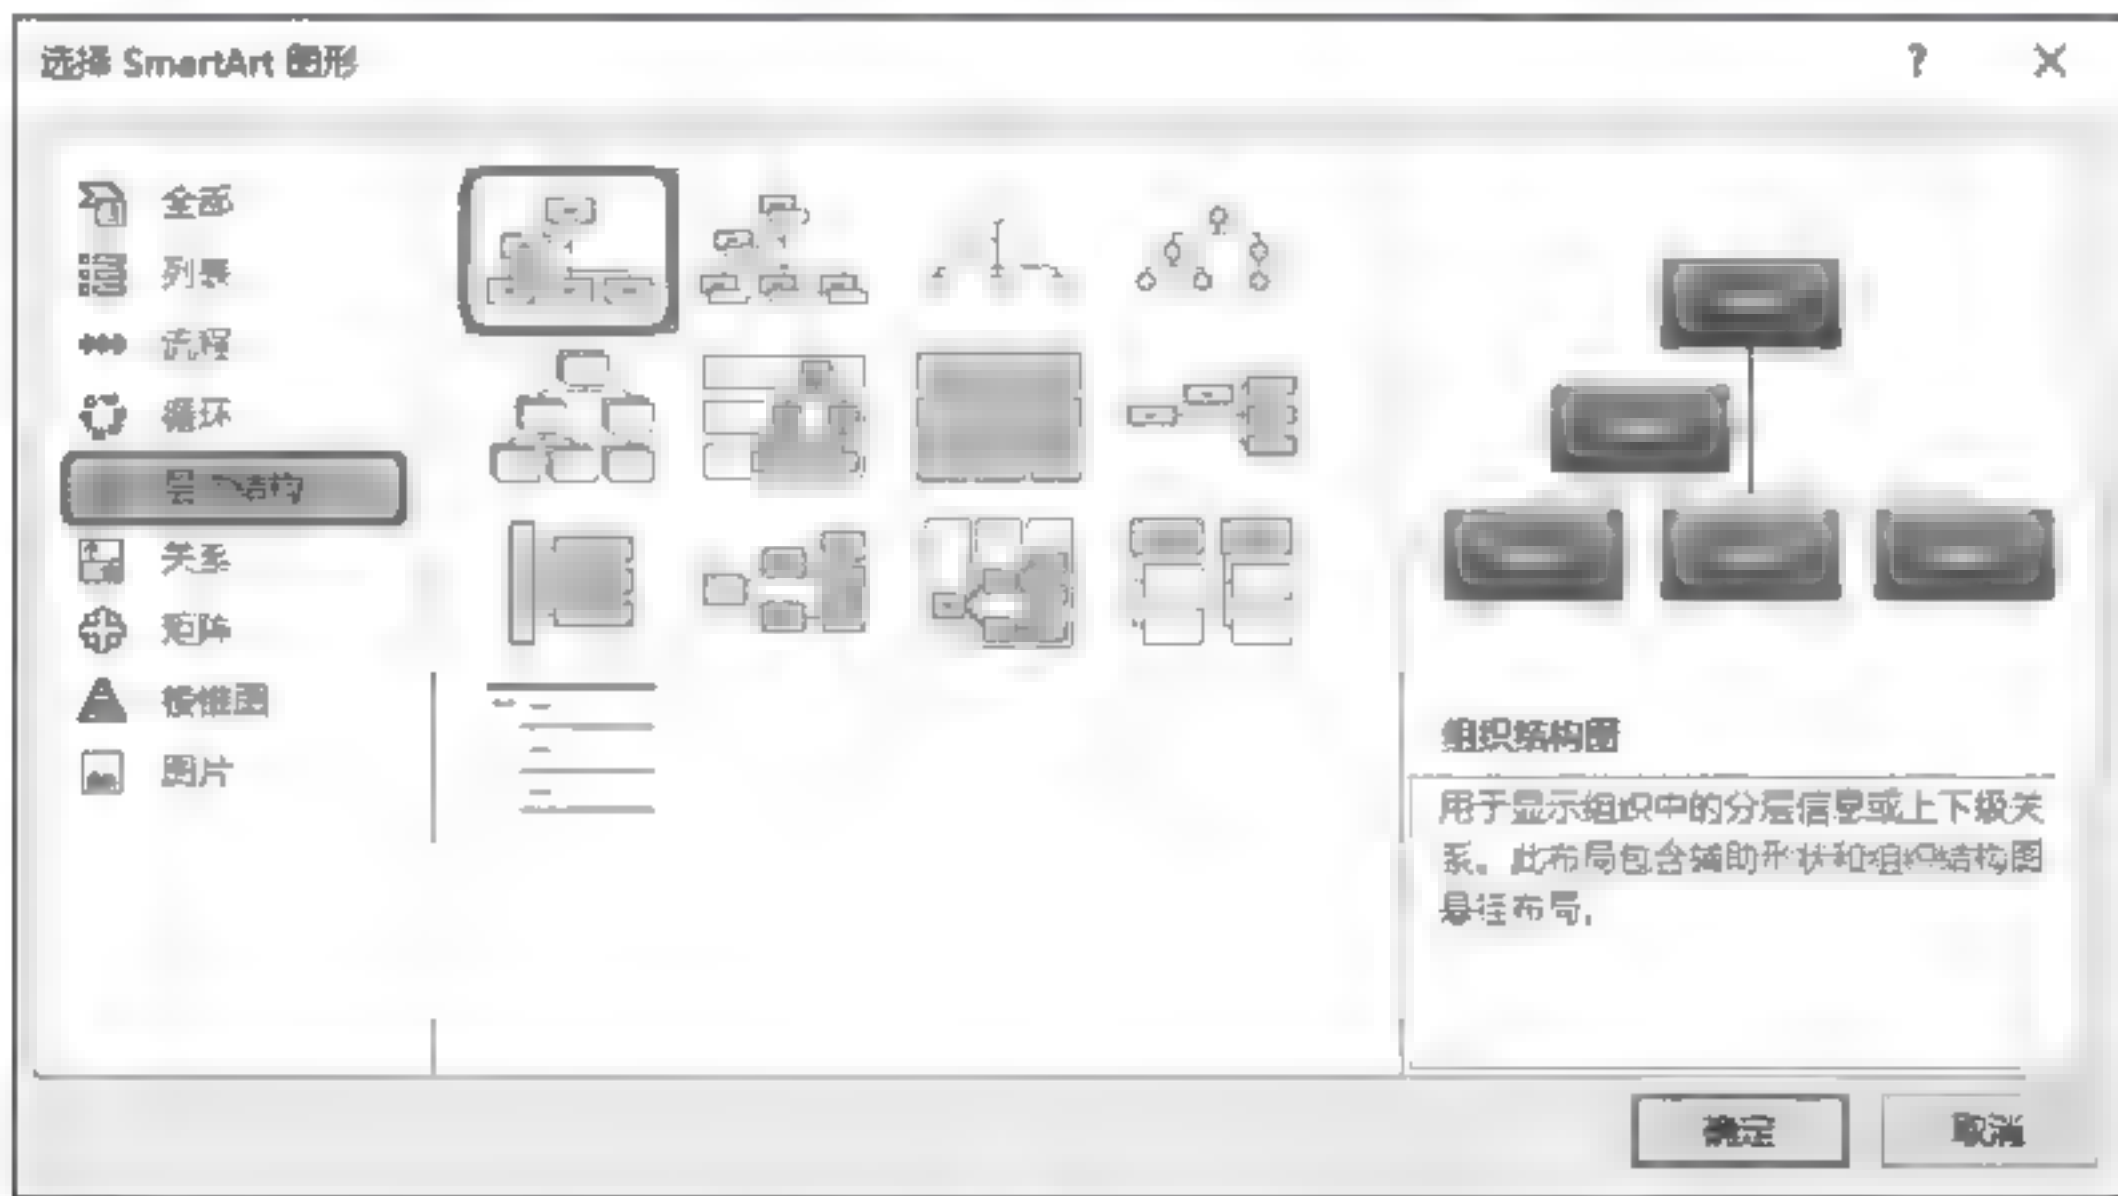 选择 SmartArt 图形
?
全部
列表
流程
循环
层次结构
关系
矩阵
棱锥图
图片
组织结构图
用于显示组织中的分层信息或上下级关
系。此布局包含辅助形状和组织结构图
悬挂布局。
确定
取消